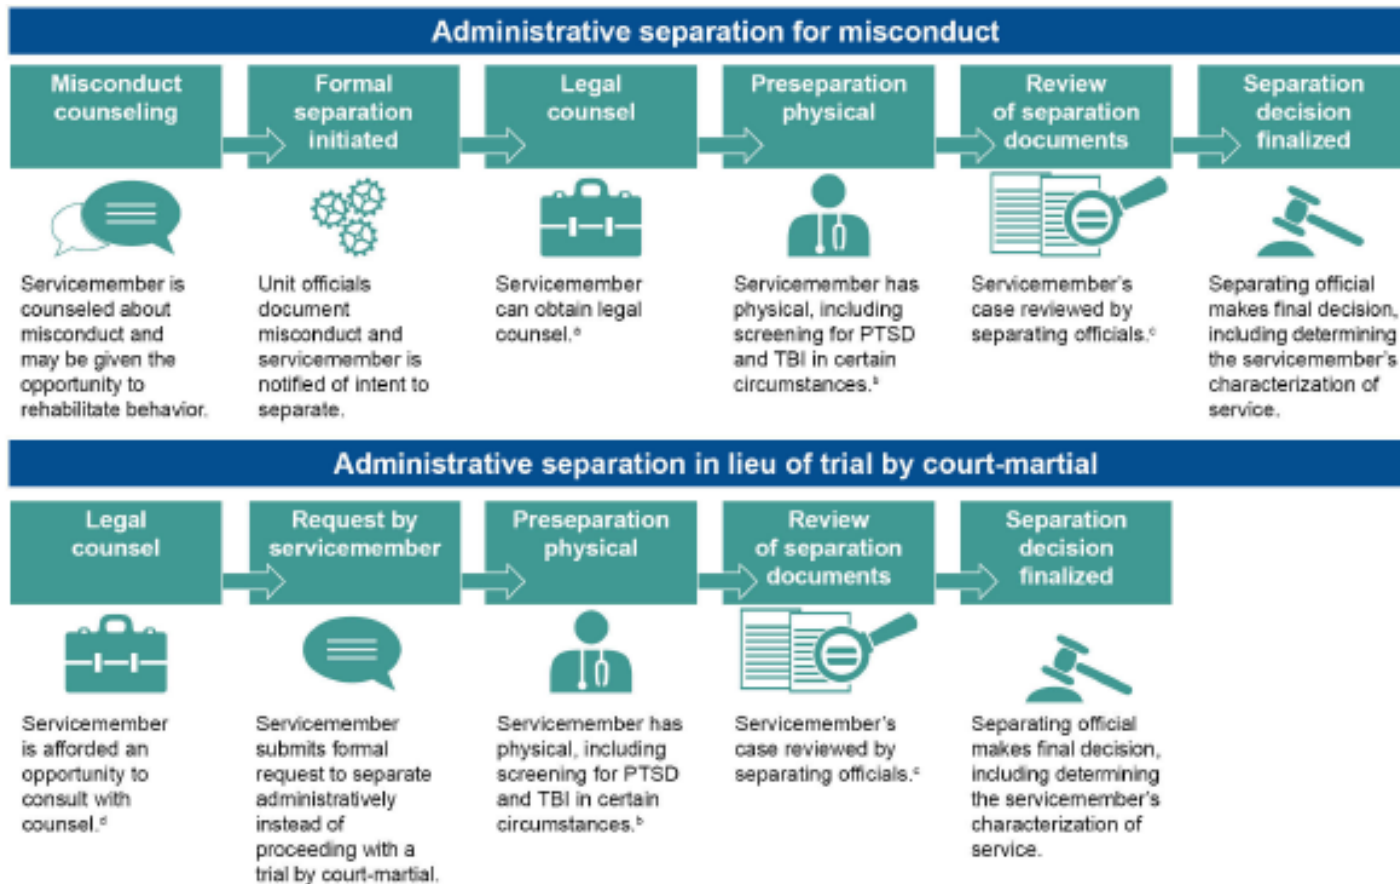 Administrative separation for misconduct
Misconduct
counseling
Formal
separation
initiated
Legal
counsel
Preseparation
physical
Review
of separation
documents
Separation
decision
finalized
Servicemember is
counseled about
misconduct and
may be given the
opportunity to
rehabilitate behavior.
Unit officials
document
misconduct and
servicemember is
notified of intent to
separate.
Servicemember
can obtain legal
counsel.ᵃ
Servicemember has
physical, including
screening for PTSD
and TBI in certain
circumstances.ᵇ
Servicemember's
case reviewed by
separating officials.ᶜ
Separating official
makes final decision,
including determining
the servicemember's
characterization of
service.
Administrative separation in lieu of trial by court-martial
Legal
counsel
Request by
servicemember
Preseparation
physical
Review
of separation
documents
Separation
decision
finalized
Servicemember
is afforded an
opportunity to
consult with
counsel.ᵈ
Servicemember
submits formal
request to separate
administratively
instead of
proceeding with a
trial by court-martial.
Servicemember has
physical, including
screening for PTSD
and TBI in certain
circumstances.ᵇ
Servicemember's
case reviewed by
separating officials.ᶜ
Separating official
makes final decision,
including determining
the servicemember's
characterization of
service.